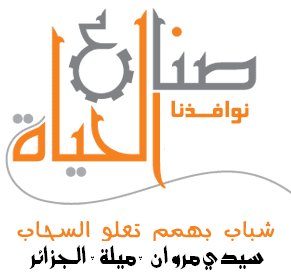 صناع
نوافذنا
الحياة
شباب بهمم تعلو السحاب
سيدي مروان - ميلة - الجزائر